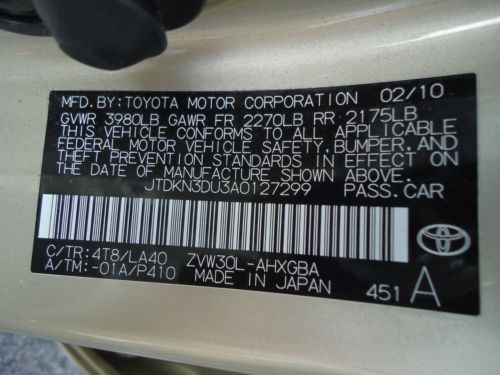 MFD. BY: TOYOTA MOTOR CORPORATION 02/10
GVWR 3980LB GAWR FR 2270LB RR 2175LB
THIS VEHICLE CONFORMS TO ALL APPLICABLE
FEDERAL MOTOR VEHICLE SAFETY, BUMPER, AND
THEFT PREVENTION STANDARDS IN EFFECT ON
THE DATE OF MANUFACTURE SHOWN ABOVE.
JTDKN3DU3A0127299 PASS. CAR
C/TR: 4T8/LA40 ZVW30L-AHXGBA
A/TM: -01A/P410 MADE IN JAPAN
451 A